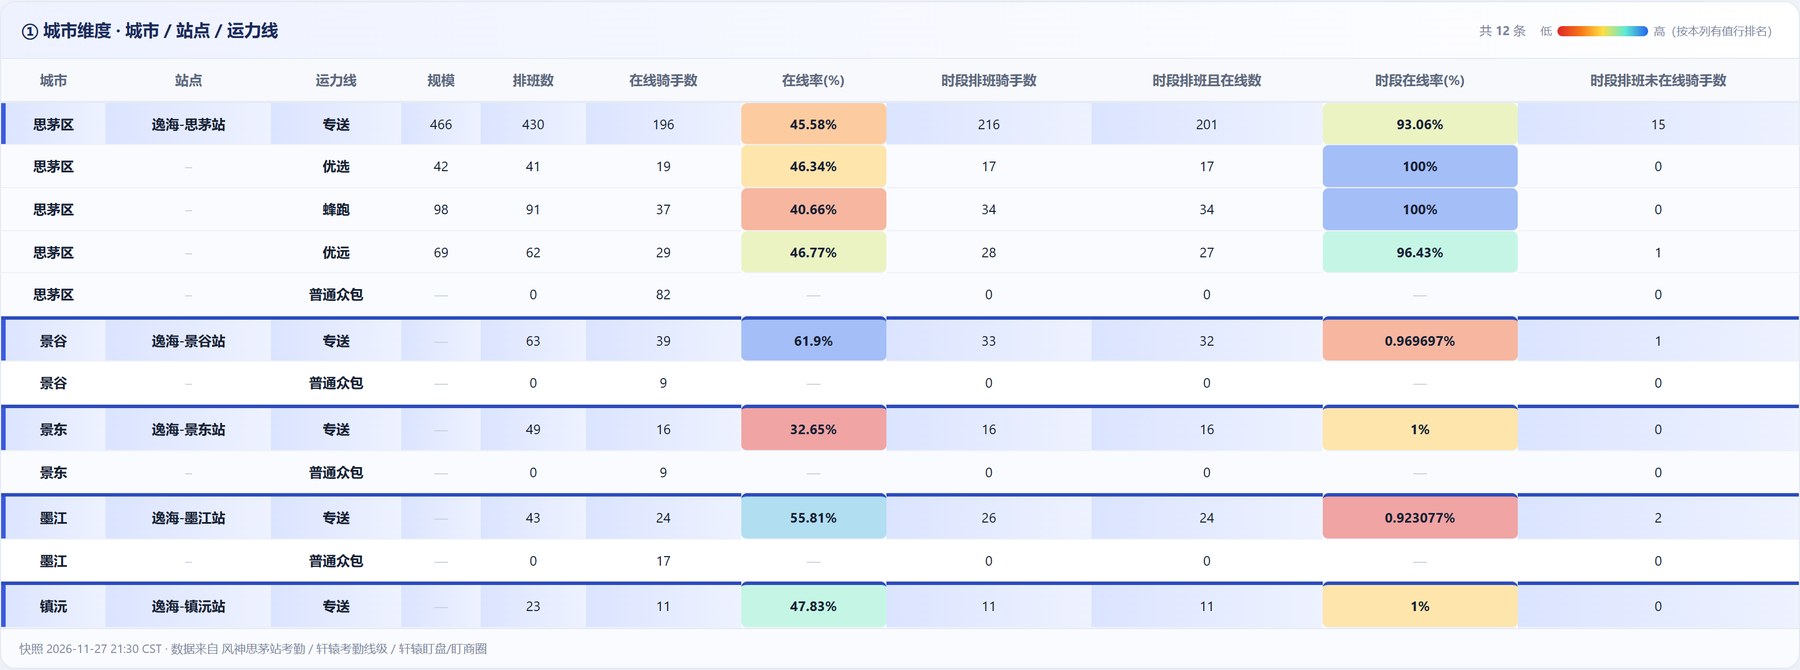 ① 城市维度 · 城市 / 站点 / 运力线
共 12 条 低 高 (按本列有值行排名)
城市 站点 运力线 规模 排班数 在线骑手数 在线率(%) 时段排班骑手数 时段排班且在线数 时段在线率(%) 时段排班未在线骑手数
思茅区 逸海-思茅站 专送 466 430 196 45.58% 216 201 93.06% 15
思茅区 – 优选 42 41 19 46.34% 17 17 100% 0
思茅区 – 蜂跑 98 91 37 40.66% 34 34 100% 0
思茅区 – 优远 69 62 29 46.77% 28 27 96.43% 1
思茅区 – 普通众包 — 0 82 — 0 0 — 0
景谷 逸海-景谷站 专送 — 63 39 61.9% 33 32 0.969697% 1
景谷 – 普通众包 — 0 9 — 0 0 — 0
景东 逸海-景东站 专送 — 49 16 32.65% 16 16 1% 0
景东 – 普通众包 — 0 9 — 0 0 — 0
墨江 逸海-墨江站 专送 — 43 24 55.81% 26 24 0.923077% 2
墨江 – 普通众包 — 0 17 — 0 0 — 0
镇沅 逸海-镇沅站 专送 — 23 11 47.83% 11 11 1% 0
快照 2026-11-27 21:30 CST · 数据来自 风神思茅站考勤 / 轩辕考勤线级 / 轩辕盯盘/盯商圈